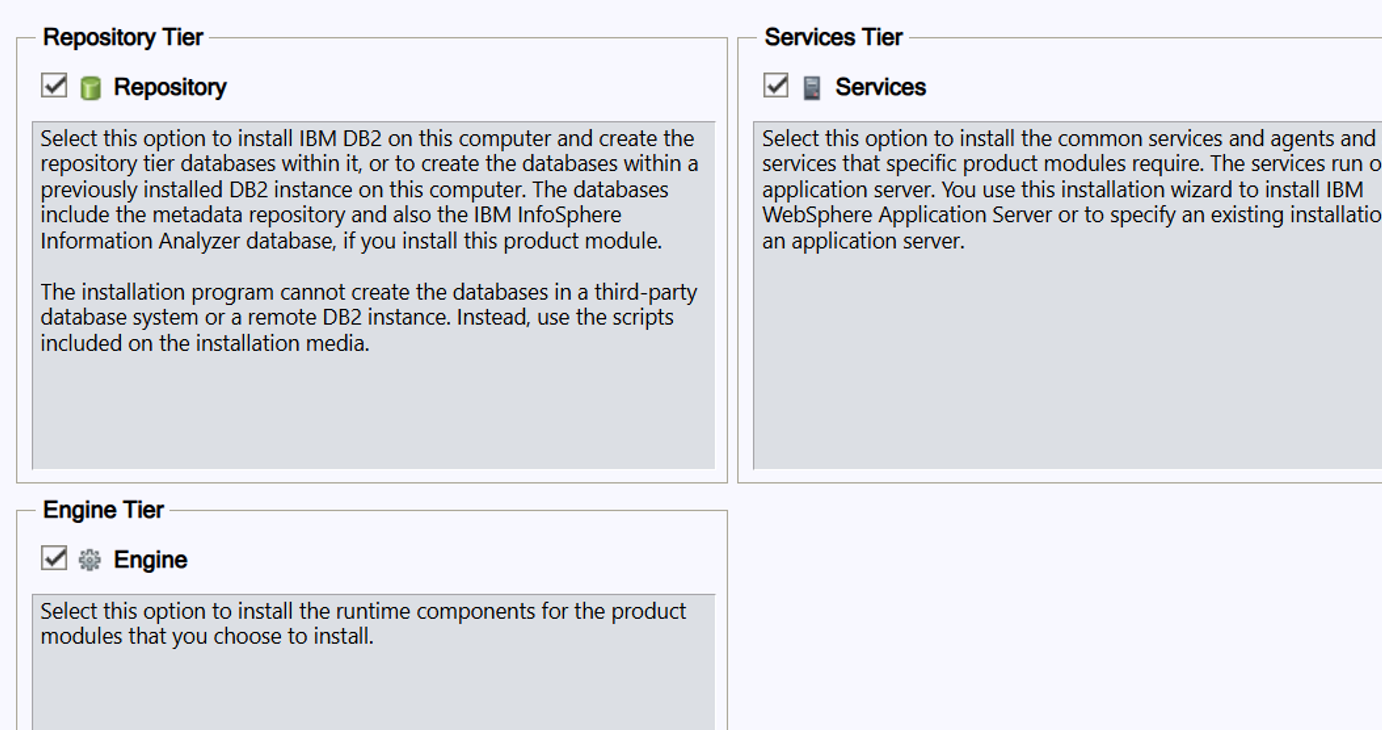 Repository Tier
Repository
Select this option to install IBM DB2 on this computer and create the
repository tier databases within it, or to create the databases within a
previously installed DB2 instance on this computer. The databases
include the metadata repository and also the IBM InfoSphere
Information Analyzer database, if you install this product module.
The installation program cannot create the databases in a third-party
database system or a remote DB2 instance. Instead, use the scripts
included on the installation media.
Services Tier
Services
Select this option to install the common services and agents and
services that specific product modules require. The services run
application server. You use this installation wizard to install IBM
WebSphere Application Server or to specify an existing
an application server.
Engine Tier
Engine
Select this option to install the runtime components for the product
modules that you choose to install.